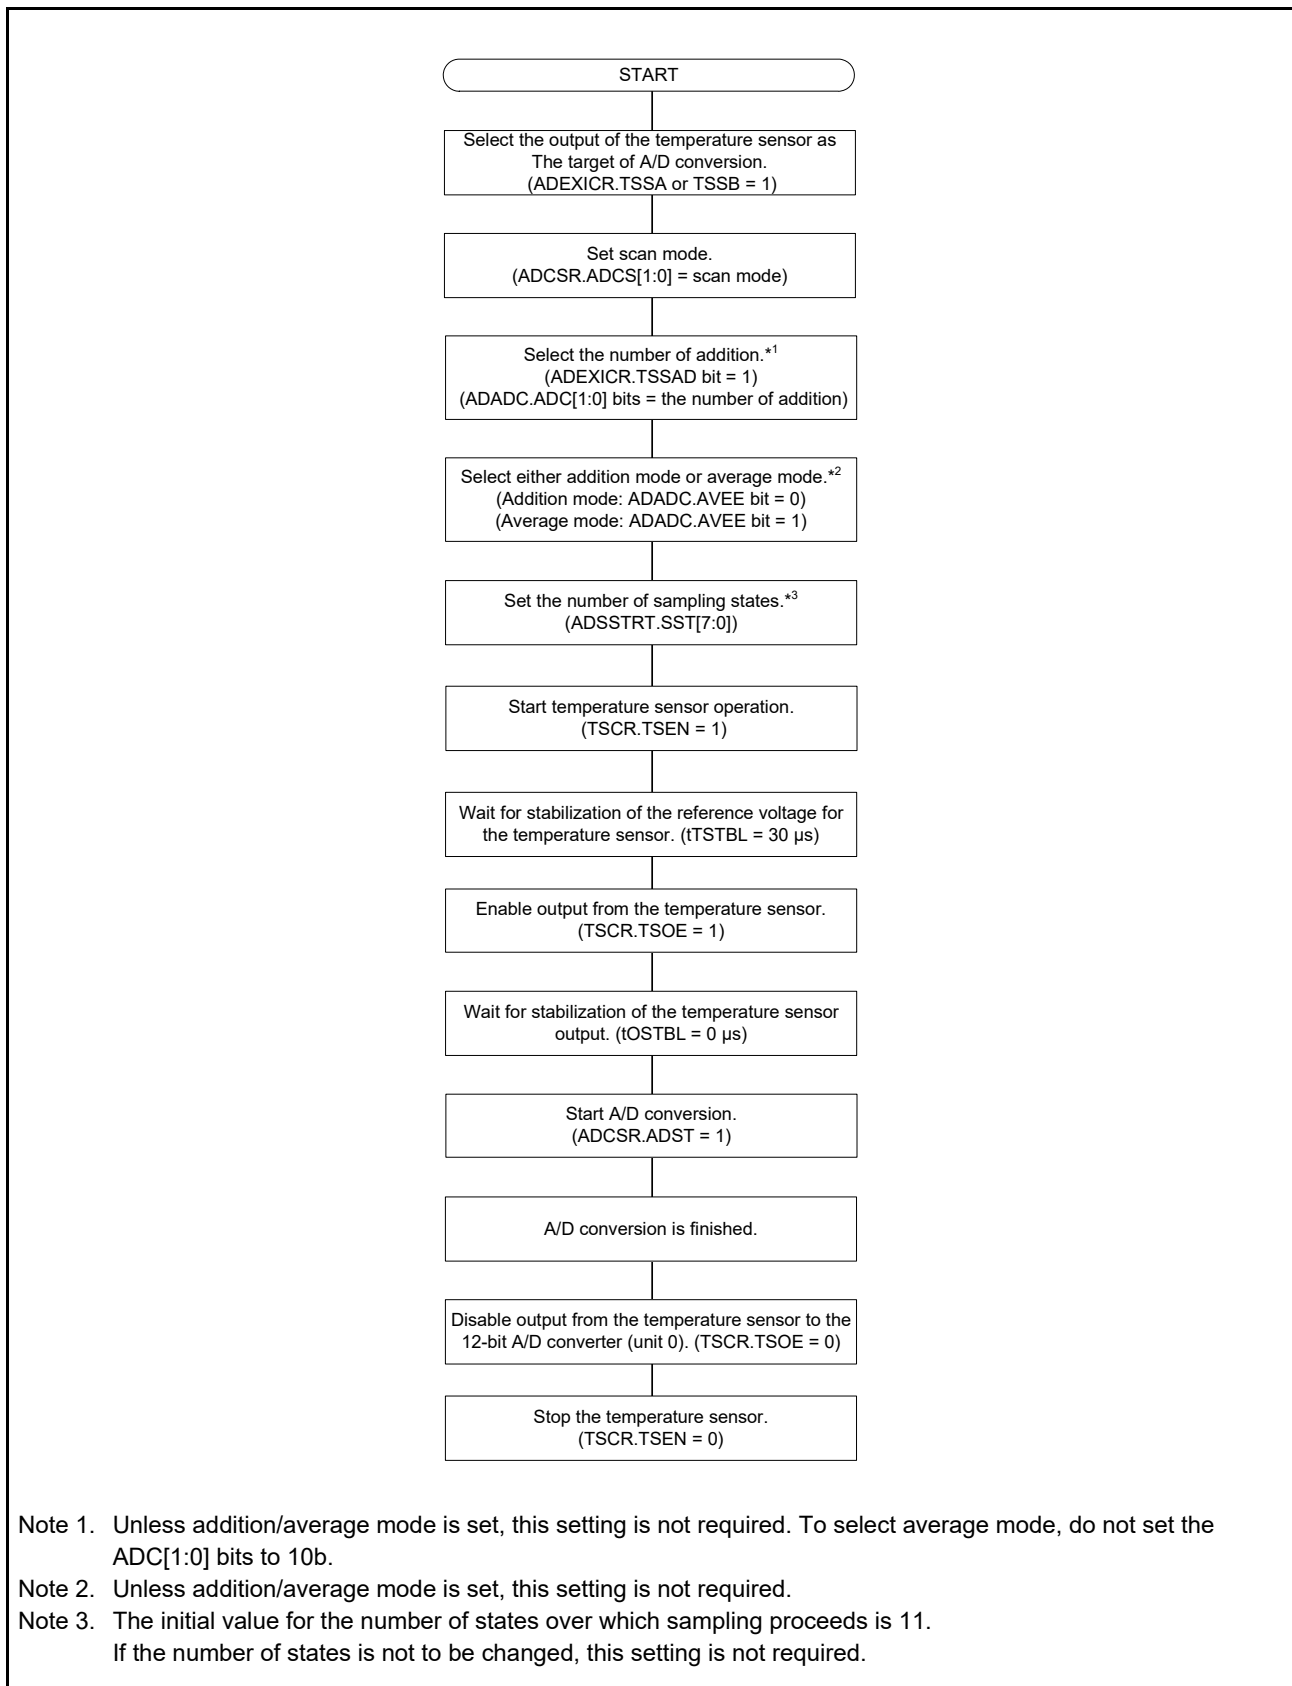 START
Select the output of the temperature sensor as
The target of A/D conversion.
(ADEXICR.TSSA or TSSB = 1)
Set scan mode.
(ADCSR.ADCS[1:0] = scan mode)
Select the number of addition.*1
(ADEXICR.TSSAD bit = 1)
(ADADC.ADC[1:0] bits = the number of addition)
Select either addition mode or average mode.*2
(Addition mode: ADADC.AVEE bit = 0)
(Average mode: ADADC.AVEE bit = 1)
Set the number of sampling states.*3
(ADSSTRT.SST[7:0])
Start temperature sensor operation.
(TSCR.TSEN = 1)
Wait for stabilization of the reference voltage for
the temperature sensor. (tTSTBL = 30 µs)
Enable output from the temperature sensor.
(TSCR.TSOE = 1)
Wait for stabilization of the temperature sensor
output. (tOSTBL = 0 µs)
Start A/D conversion.
(ADCSR.ADST = 1)
A/D conversion is finished.
Disable output from the temperature sensor to the
12-bit A/D converter (unit 0). (TSCR.TSOE = 0)
Stop the temperature sensor.
(TSCR.TSEN = 0)
Note 1. Unless addition/average mode is set, this setting is not required. To select average mode, do not set the
ADC[1:0] bits to 10b.
Note 2. Unless addition/average mode is set, this setting is not required.
Note 3. The initial value for the number of states over which sampling proceeds is 11.
If the number of states is not to be changed, this setting is not required.